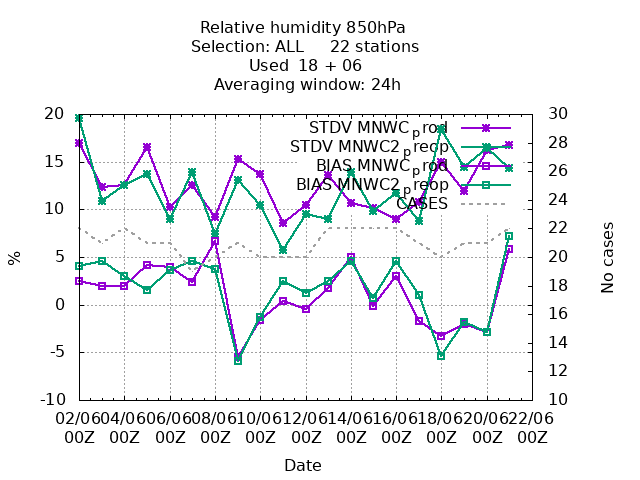 Relative humidity 850hPa
Selection: ALL 22 stations
Used 18 + 06
Averaging window: 24h
STDV MNWC_prod
STDV MNWC2_preop
BIAS MNWC_prod
BIAS MNWC2_preop
CASES
20
15
10
5
0
-5
-10
%
30
28
26
24
22
20
18
16
14
12
10
No cases
02/06 04/06 06/06 08/06 10/06 12/06 14/06 16/06 18/06 20/06 22/06
00Z 00Z 00Z 00Z 00Z 00Z 00Z 00Z 00Z 00Z 00Z
Date